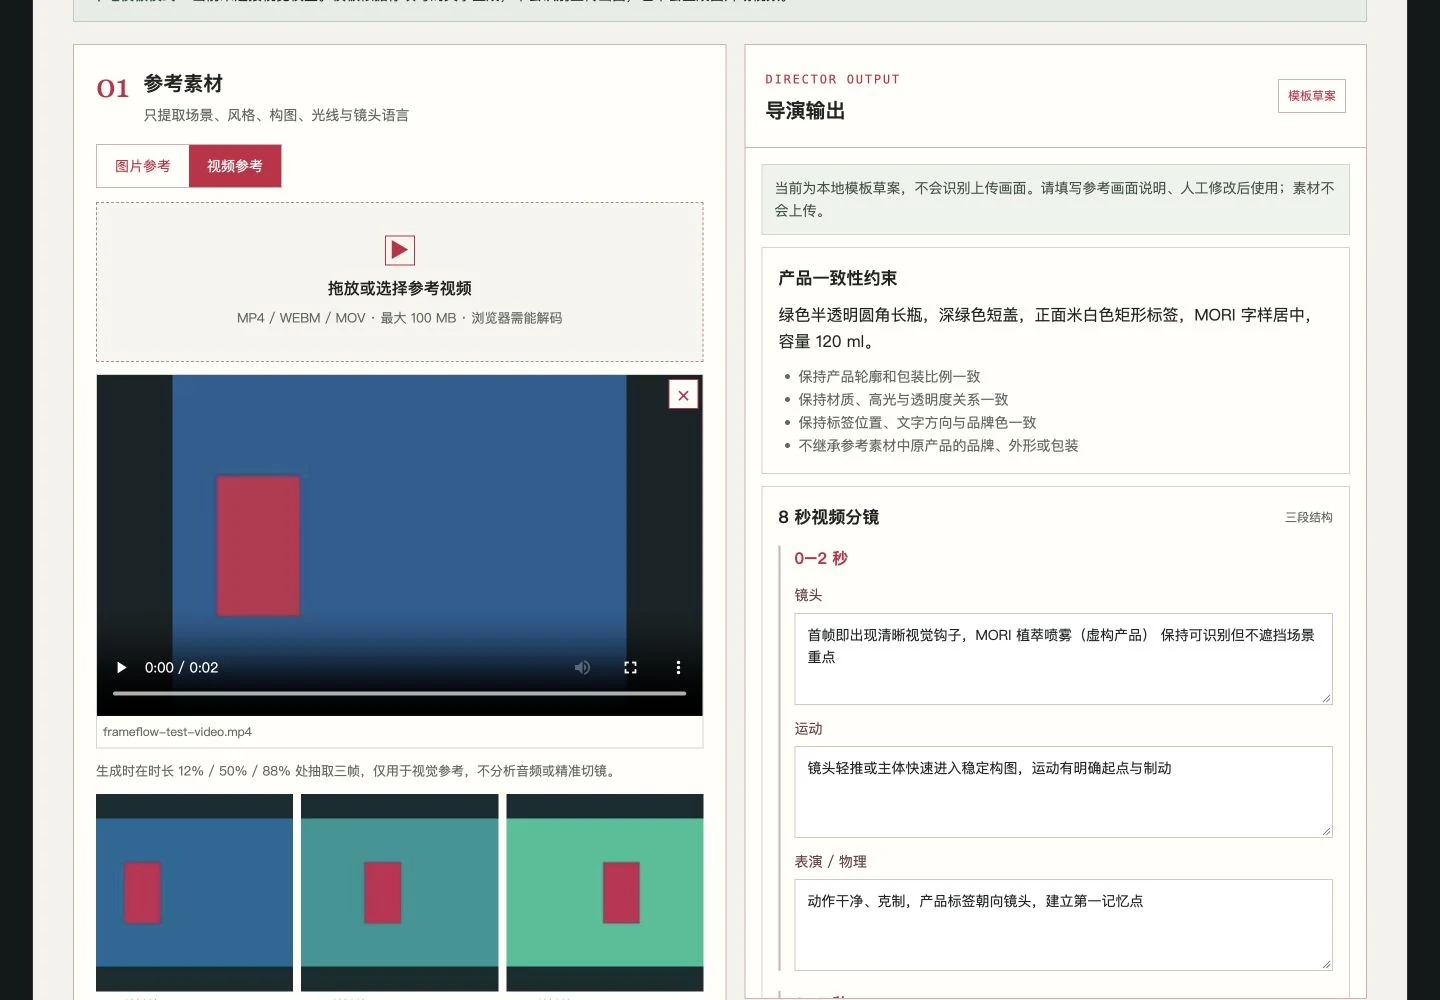 01 参考素材
只提取场景、风格、构图、光线与镜头语言
图片参考
视频参考
拖放或选择参考视频
MP4 / WEBM / MOV · 最大 100 MB · 浏览器需能解码
0:00 / 0:02
frameflow-test-video.mp4
生成时在时长 12% / 50% / 88% 处抽取三帧，仅用于视觉参考，不分析音频或精准切镜。
DIRECTOR OUTPUT
导演输出
模板草案
当前为本地模板草案，不会识别上传画面。请填写参考画面说明、人工修改后使用；素材不
会上传。
产品一致性约束
绿色半透明圆角长瓶，深绿色短盖，正面米白色矩形标签，MORI 字样居中，
容量 120 ml。
保持产品轮廓和包装比例一致
保持材质、高光与透明度关系一致
保持标签位置、文字方向与品牌色一致
不继承参考素材中原产品的品牌、外形或包装
8 秒视频分镜
三段结构
0—2 秒
镜头
首帧即出现清晰视觉钩子，MORI 植萃喷雾（虚构产品） 保持可识别但不遮挡场景
重点
运动
镜头轻推或主体快速进入稳定构图，运动有明确起点与制动
表演 / 物理
动作干净、克制，产品标签朝向镜头，建立第一记忆点